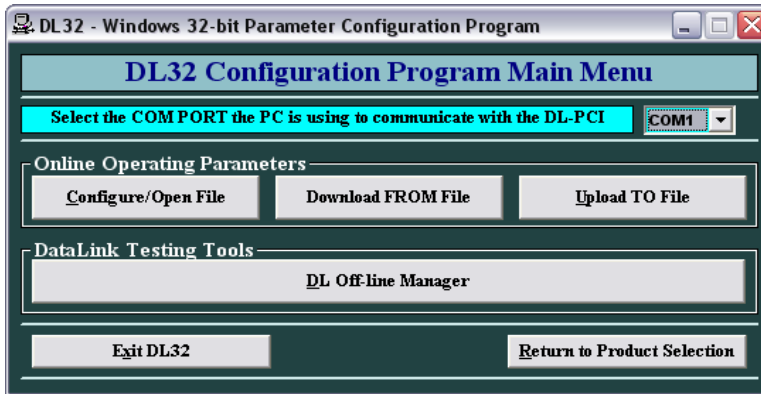 DL32 - Windows 32-bit Parameter Configuration Program
DL32 Configuration Program Main Menu
Select the COM PORT the PC is using to communicate with the DL-PCI
COM1
Online Operating Parameters
Configure/Open File
Download FROM File
Upload TO File
DataLink Testing Tools
DL Off-line Manager
Exit DL32
Return to Product Selection